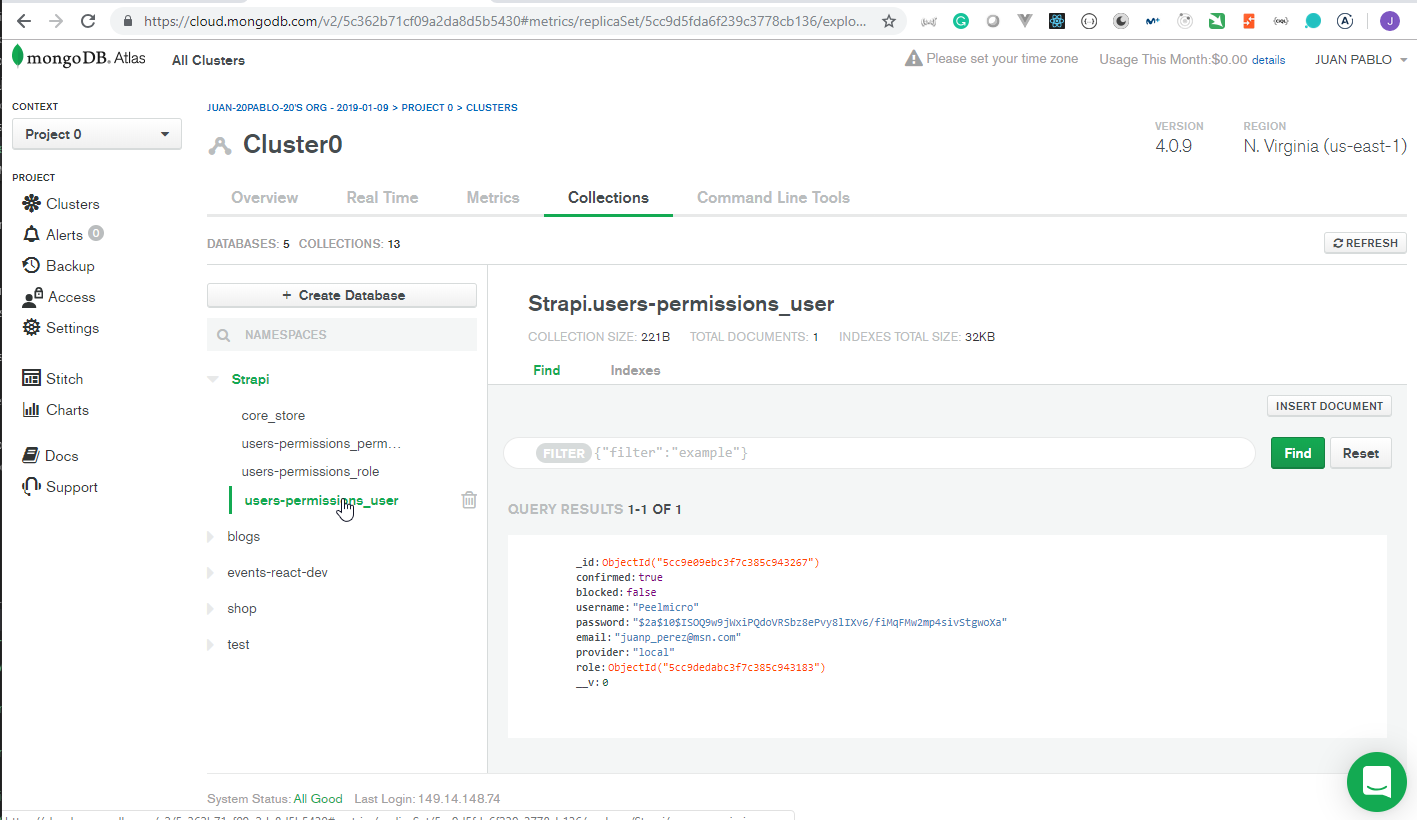 https://cloud.mongodb.com/v2/5c362b71cf09a2da8d5b5430#metrics/replicaSet/5cc9d5fda6f239c3778cb136/explo...
mongoDB. Atlas All Clusters Please set your time zone Usage This Month:$0.00 details JUAN PABLO
CONTEXT
Project 0
PROJECT
Clusters
Alerts 0
Backup
Access
Settings
Stitch
Charts
Docs
Support
JUAN-20PABLO-20'S ORG - 2019-01-09 > PROJECT 0 > CLUSTERS
Cluster0
VERSION
4.0.9
REGION
N. Virginia (us-east-1)
Overview Real Time Metrics Collections Command Line Tools
DATABASES: 5 COLLECTIONS: 13
REFRESH
+ Create Database
NAMESPACES
Strapi
core_store
users-permissions_perm...
users-permissions_role
users-permissions_user
blogs
events-react-dev
shop
test
Strapi.users-permissions_user
COLLECTION SIZE: 221B TOTAL DOCUMENTS: 1 INDEXES TOTAL SIZE: 32KB
Find Indexes
INSERT DOCUMENT
FILTER {"filter":"example"}
Find Reset
QUERY RESULTS 1-1 OF 1
_id:ObjectId("5cc9e09ebc3f7c385c943267")
confirmed:true
blocked:false
username:"Peelmicro"
password:"$2a$10$ISOQ9w9jWxiPQdoVRSbz8ePvy8lIXv6/fiMqFMw2mp4sivStgwoXa"
email:"juanp_perez@msn.com"
provider:"local"
role:ObjectId("5cc9dedabc3f7c385c943183")
__v:0
System Status: All Good Last Login: 149.14.148.74